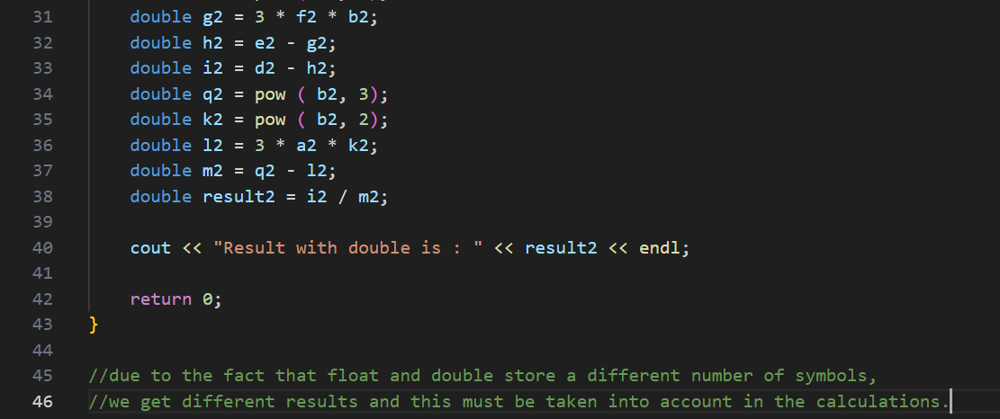 31 double g2 = 3 * f2 * b2;
32 double h2 = e2 - g2;
33 double i2 = d2 - h2;
34 double q2 = pow ( b2, 3);
35 double k2 = pow ( b2, 2);
36 double l2 = 3 * a2 * k2;
37 double m2 = q2 - l2;
38 double result2 = i2 / m2;
39
40 cout << "Result with double is : " << result2 << endl;
41
42 return 0;
43 }
44
45 //due to the fact that float and double store a different number of symbols,
46 //we get different results and this must be taken into account in the calculations.